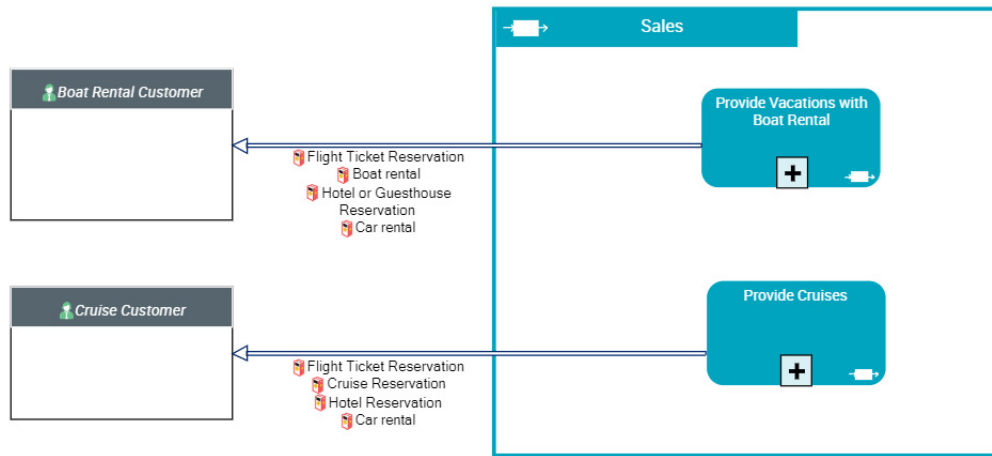 Sales
Boat Rental Customer
Provide Vacations with
Boat Rental
Flight Ticket Reservation
Boat rental
Hotel or Guesthouse
Reservation
Car rental
Cruise Customer
Provide Cruises
Flight Ticket Reservation
Cruise Reservation
Hotel Reservation
Car rental